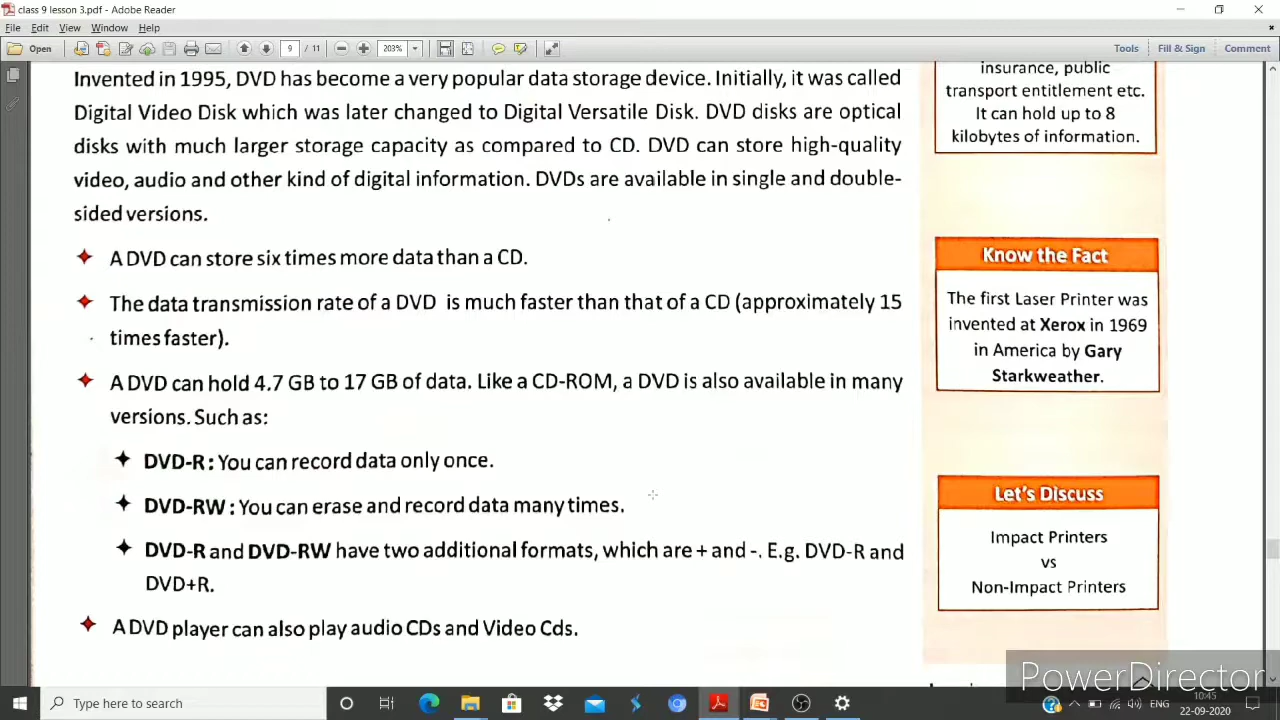 class 9 lesson 3.pdf - Adobe Reader
File Edit View Window Help
Open 9 / 11 203% Tools Fill & Sign Comment
Invented in 1995, DVD has become a very popular data storage device. Initially, it was called
Digital Video Disk which was later changed to Digital Versatile Disk. DVD disks are optical
disks with much larger storage capacity as compared to CD. DVD can store high-quality
video, audio and other kind of digital information. DVDs are available in single and double-
sided versions.
A DVD can store six times more data than a CD.
The data transmission rate of a DVD is much faster than that of a CD (approximately 15
times faster).
A DVD can hold 4.7 GB to 17 GB of data. Like a CD-ROM, a DVD is also available in many
versions. Such as:
DVD-R : You can record data only once.
DVD-RW : You can erase and record data many times.
DVD-R and DVD-RW have two additional formats, which are + and -. E.g. DVD-R and
DVD+R.
A DVD player can also play audio CDs and Video Cds.
insurance, public
transport entitlement etc.
It can hold up to 8
kilobytes of information.
Know the Fact
The first Laser Printer was
invented at Xerox in 1969
in America by Gary
Starkweather.
Let's Discuss
Impact Printers
vs
Non-Impact Printers
PowerDirector
Type here to search
ENG
10:45
22-09-2020